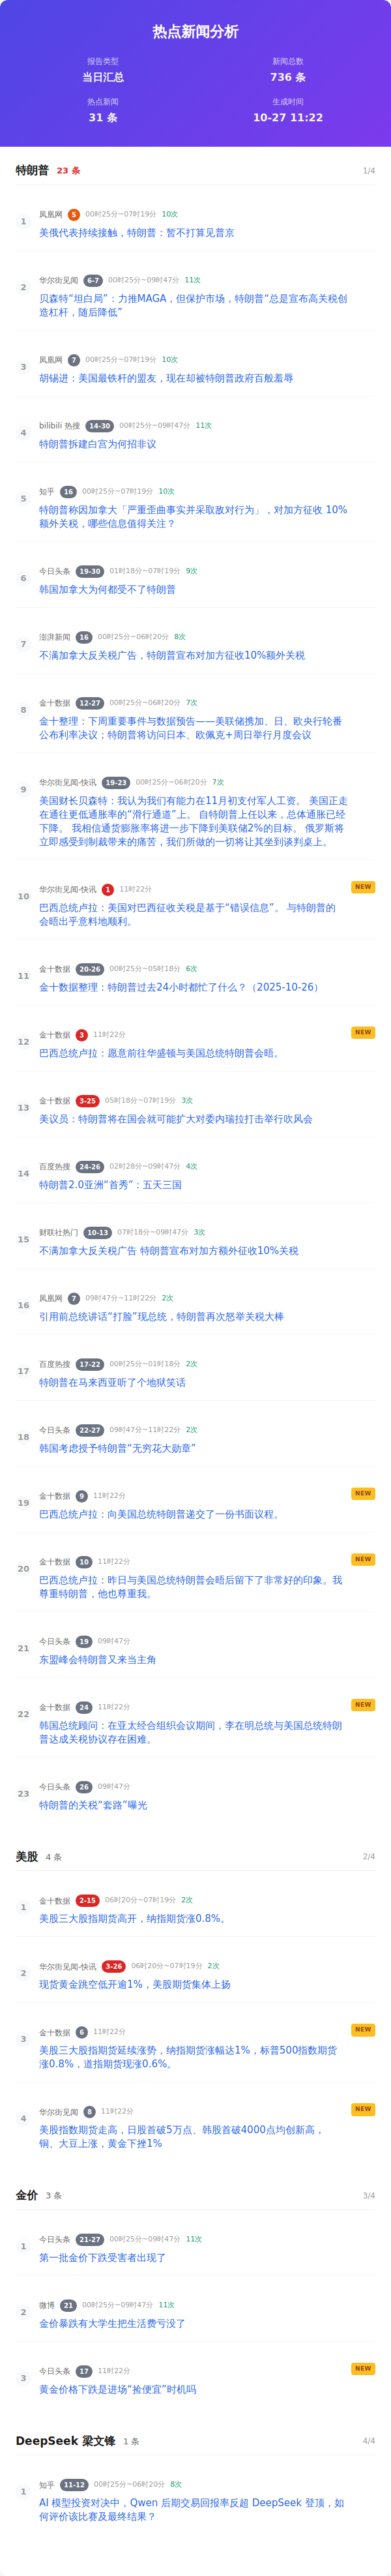 热点新闻分析
报告类型
当日汇总
新闻总数
736 条
热点新闻
31 条
生成时间
10-27 11:22
特朗普 23 条 1/4
1
凤凰网 5 00时25分~07时19分 10次
美俄代表持续接触，特朗普：暂不打算见普京
2
华尔街见闻 6-7 00时25分~09时47分 11次
贝森特“坦白局”：力推MAGA，但保护市场，特朗普“总是宣布高关税创
造杠杆，随后降低”
3
凤凰网 7 00时25分~07时19分 10次
胡锡进：美国最铁杆的盟友，现在却被特朗普政府百般羞辱
4
bilibili 热搜 14-30 00时25分~09时47分 11次
特朗普拆建白宫为何招非议
5
知乎 16 00时25分~07时19分 10次
特朗普称因加拿大「严重歪曲事实并采取敌对行为」，对加方征收 10%
额外关税，哪些信息值得关注？
6
今日头条 19-30 01时18分~07时19分 9次
韩国加拿大为何都受不了特朗普
7
澎湃新闻 16 00时25分~06时20分 8次
不满加拿大反关税广告，特朗普宣布对加方征收10%额外关税
8
金十数据 12-27 00时25分~06时20分 7次
金十整理：下周重要事件与数据预告——美联储携加、日、欧央行轮番
公布利率决议；特朗普将访问日本、欧佩克+周日举行月度会议
9
华尔街见闻-快讯 19-23 00时25分~06时20分 7次
美国财长贝森特：我认为我们有能力在11月初支付军人工资。 美国正走
在通往更低通胀率的“滑行通道”上。 自特朗普上任以来，总体通胀已经
下降。 我相信通货膨胀率将进一步下降到美联储2%的目标。 俄罗斯将
立即感受到制裁带来的痛苦，我们所做的一切将让其坐到谈判桌上。
10
华尔街见闻-快讯 1 11时22分 NEW
巴西总统卢拉：美国对巴西征收关税是基于“错误信息”。 与特朗普的
会晤出乎意料地顺利。
11
金十数据 20-26 00时25分~05时18分 6次
金十数据整理：特朗普过去24小时都忙了什么？（2025-10-26）
12
金十数据 3 11时22分 NEW
巴西总统卢拉：愿意前往华盛顿与美国总统特朗普会晤。
13
金十数据 3-25 05时18分~07时19分 3次
美议员：特朗普将在国会就可能扩大对委内瑞拉打击举行吹风会
14
百度热搜 24-26 02时28分~09时47分 4次
特朗普2.0亚洲“首秀”：五天三国
15
财联社热门 10-13 07时18分~09时47分 3次
不满加拿大反关税广告 特朗普宣布对加方额外征收10%关税
16
凤凰网 7 09时47分~11时22分 2次
引用前总统讲话“打脸”现总统，特朗普再次怒举关税大棒
17
百度热搜 17-22 00时25分~01时18分 2次
特朗普在马来西亚听了个地狱笑话
18
今日头条 22-27 09时47分~11时22分 2次
韩国考虑授予特朗普“无穷花大勋章”
19
金十数据 9 11时22分 NEW
巴西总统卢拉：向美国总统特朗普递交了一份书面议程。
20
金十数据 10 11时22分 NEW
巴西总统卢拉：昨日与美国总统特朗普会晤后留下了非常好的印象。我
尊重特朗普，他也尊重我。
21
今日头条 19 09时47分
东盟峰会特朗普又来当主角
22
金十数据 24 11时22分 NEW
韩国总统顾问：在亚太经合组织会议期间，李在明总统与美国总统特朗
普达成关税协议存在困难。
23
今日头条 26 09时47分
特朗普的关税“套路”曝光
美股 4 条 2/4
1
金十数据 2-15 06时20分~07时19分 2次
美股三大股指期货高开，纳指期货涨0.8%。
2
华尔街见闻-快讯 3-26 06时20分~07时19分 2次
现货黄金跳空低开逾1%，美股期货集体上扬
3
金十数据 6 11时22分 NEW
美股三大股指期货延续涨势，纳指期货涨幅达1%，标普500指数期货
涨0.8%，道指期货现涨0.6%。
4
华尔街见闻 8 11时22分 NEW
美股指数期货走高，日股首破5万点、韩股首破4000点均创新高，
铜、大豆上涨，黄金下挫1%
金价 3 条 3/4
1
今日头条 21-27 00时25分~09时47分 11次
第一批金价下跌受害者出现了
2
微博 21 00时25分~09时47分 11次
金价暴跌有大学生把生活费亏没了
3
今日头条 17 11时22分 NEW
黄金价格下跌是进场“捡便宜”时机吗
DeepSeek 梁文锋 1 条 4/4
1
知乎 11-12 00时25分~06时20分 8次
AI 模型投资对决中，Qwen 后期交易回报率反超 DeepSeek 登顶，如
何评价该比赛及最终结果？